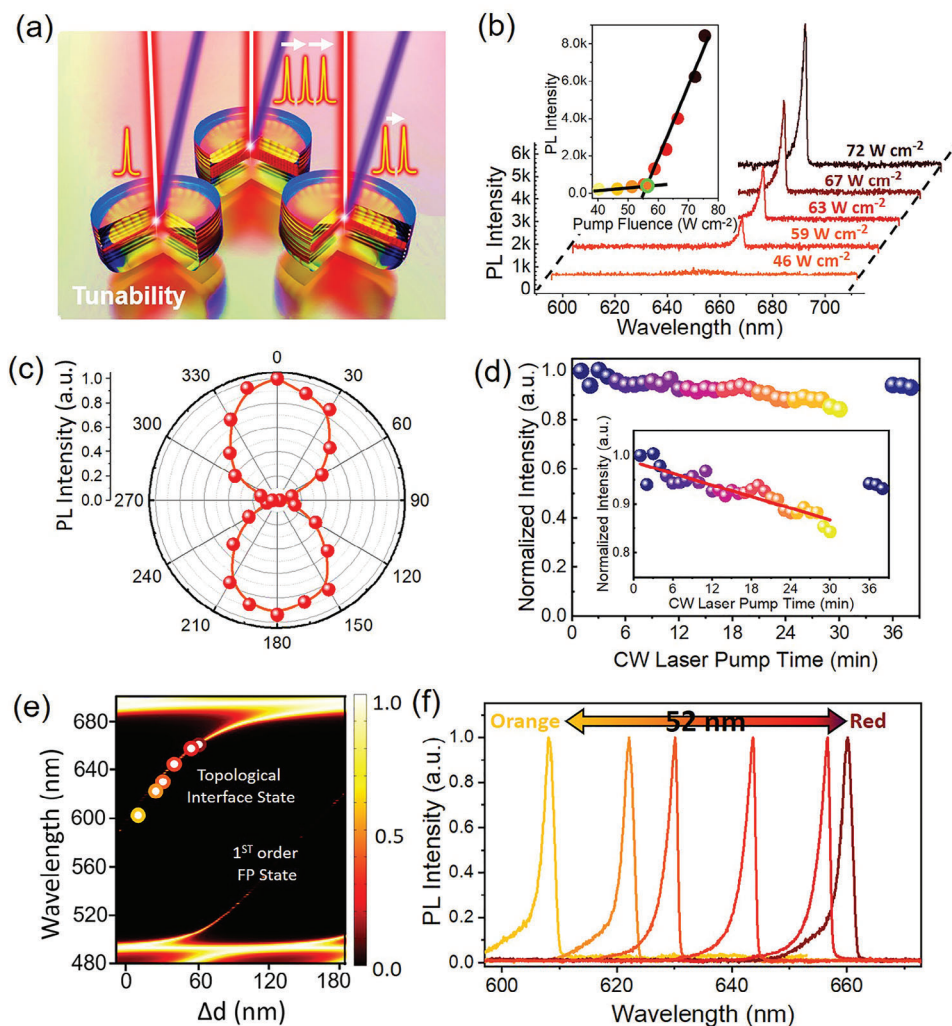 (a)
Tunability
(b)
PL Intensity
8.0k
6.0k
4.0k
2.0k
0.0
40 50 60 70 80
Pump Fluence (W cm-2)
PL Intensity
6k
5k
4k
3k
2k
1k
0
72 W cm-2
67 W cm-2
63 W cm-2
59 W cm-2
46 W cm-2
600 620 640 660 680 700
Wavelength (nm)
(c)
PL Intensity (a.u.)
1.0
0.8
0.6
0.4
0.2
0.0
0
30
60
90
120
150
180
210
240
270
300
330
(d)
Normalized Intensity (a.u.)
1.0
0.8
0.6
0.4
0.2
0.0
Normalized Intensity (a.u.)
1.0
0.9
0.8
0 6 12 18 24 30 36
CW Laser Pump Time (min)
0 6 12 18 24 30 36
CW Laser Pump Time (min)
(e)
Wavelength (nm)
680
640
600
560
520
480
Topological
Interface State
1ST order
FP State
1.0
0.5
0.0
0 60 120 180
Δd (nm)
(f)
Orange 52 nm Red
PL Intensity (a.u.)
1.0
0.8
0.6
0.4
0.2
0.0
600 620 640 660
Wavelength (nm)